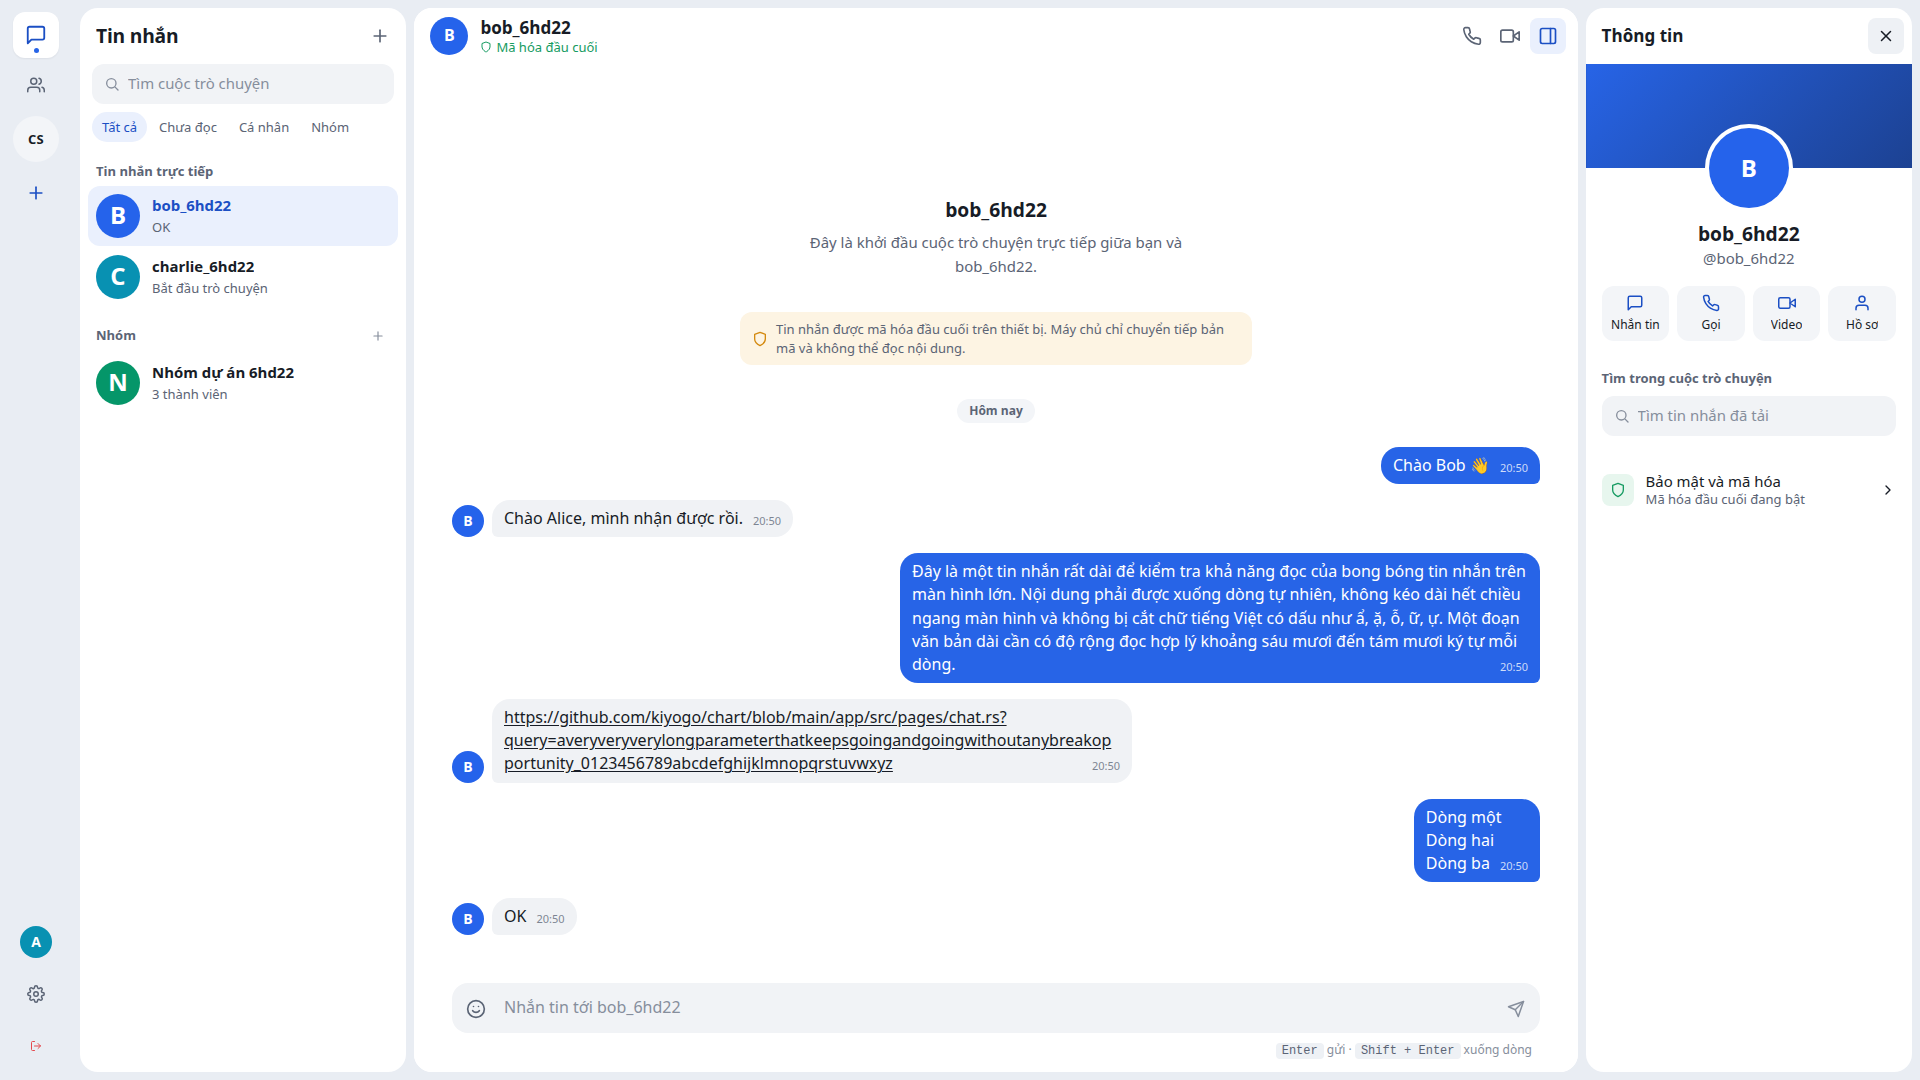 CS
A
Tin nhắn
Tìm cuộc trò chuyện
Tất cả
Chưa đọc
Cá nhân
Nhóm
Tin nhắn trực tiếp
B
bob_6hd22
OK
C
charlie_6hd22
Bắt đầu trò chuyện
Nhóm
N
Nhóm dự án 6hd22
3 thành viên
B
bob_6hd22
Mã hóa đầu cuối
bob_6hd22
Đây là khởi đầu cuộc trò chuyện trực tiếp giữa bạn và
bob_6hd22.
Tin nhắn được mã hóa đầu cuối trên thiết bị. Máy chủ chỉ chuyển tiếp bản
mã và không thể đọc nội dung.
Hôm nay
Chào Bob 👋 20:50
B
Chào Alice, mình nhận được rồi. 20:50
Đây là một tin nhắn rất dài để kiểm tra khả năng đọc của bong bóng tin nhắn trên
màn hình lớn. Nội dung phải được xuống dòng tự nhiên, không kéo dài hết chiều
ngang màn hình và không bị cắt chữ tiếng Việt có dấu như ẩ, ặ, ỗ, ữ, ự. Một đoạn
văn bản dài cần có độ rộng đọc hợp lý khoảng sáu mươi đến tám mươi ký tự mỗi
dòng. 20:50
https://github.com/kiyogo/chart/blob/main/app/src/pages/chat.rs?
query=averyveryverylongparameterthatkeepsgoingandgoingwithoutanybreakop
portunity_0123456789abcdefghijklmnopqrstuvwxyz 20:50
B
Dòng một
Dòng hai
Dòng ba 20:50
B
OK 20:50
Nhắn tin tới bob_6hd22
Enter gửi · Shift + Enter xuống dòng
Thông tin
B
bob_6hd22
@bob_6hd22
Nhắn tin
Gọi
Video
Hồ sơ
Tìm trong cuộc trò chuyện
Tìm tin nhắn đã tải
Bảo mật và mã hóa
Mã hóa đầu cuối đang bật